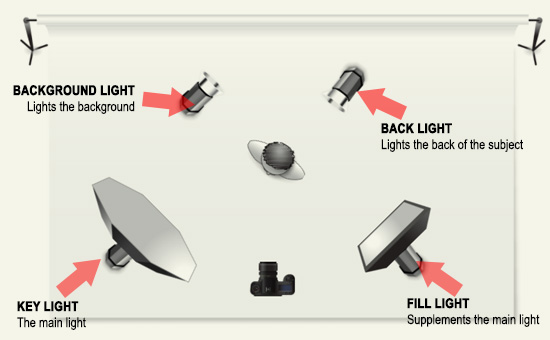 BACKGROUND LIGHT
Lights the background
BACK LIGHT
Lights the back of the subject
KEY LIGHT
The main light
FILL LIGHT
Supplements the main light